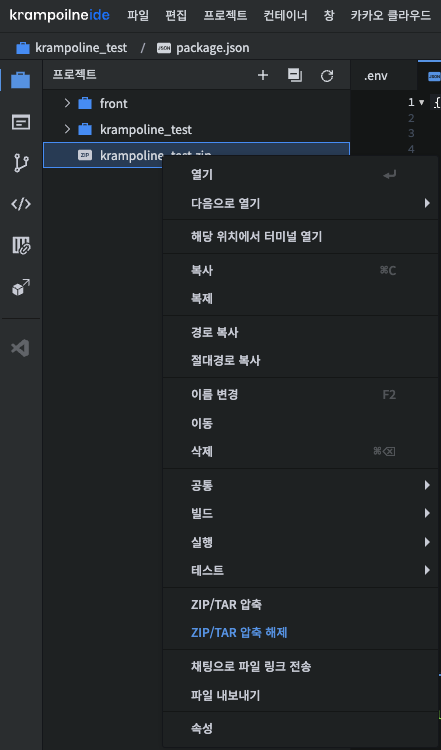 krampoilneide 파일 편집 프로젝트 컨테이너 창 카카오 클라우드
krampoline_test / JSON package.json
프로젝트 .env JSON
front 1 {
krampoline_test 2
3
ZIP krampoline_test.zip 4
열기
다음으로 열기
해당 위치에서 터미널 열기
복사 ⌘C
복제
경로 복사
절대경로 복사
이름 변경 F2
이동
삭제 ⌘⌫
공통
빌드
실행
테스트
ZIP/TAR 압축
ZIP/TAR 압축 해제
채팅으로 파일 링크 전송
파일 내보내기
속성